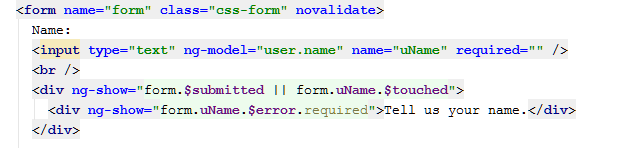 <form name="form" class="css-form" novalidate>
Name:
<input type="text" ng-model="user.name" name="uName" required="" />
<br />
<div ng-show="form.$submitted || form.uName.$touched">
<div ng-show="form.uName.$error.required">Tell us your name.</div>
</div>